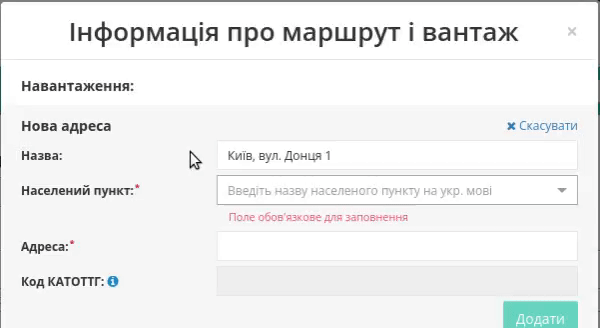 Інформація про маршрут і вантаж ×
Навантаження:
Нова адреса ✖ Скасувати
Назва: Київ, вул. Донця 1
Населений пункт:* Введіть назву населеного пункту на укр. мові
Поле обов'язкове для заповнення
Адреса:*
Код КАТОТТГ:
Додати